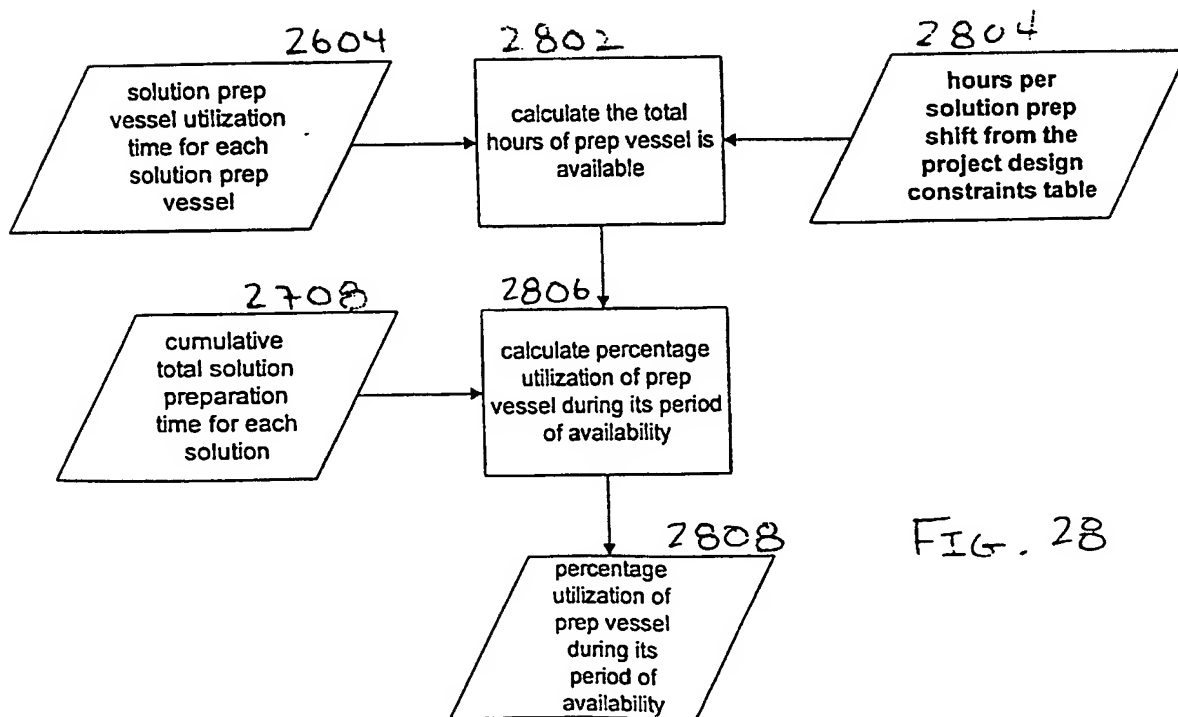 2604
solution prep
vessel utilization
time for each
solution prep
vessel
2802
calculate the total
hours of prep vessel is
available
2804
hours per
solution prep
shift from the
project design
constraints table
2708
cumulative
total solution
preparation
time for each
solution
2806
calculate percentage
utilization of prep
vessel during its period
of availability
2808
percentage
utilization of
prep vessel
during its
period of
availability
FIG. 28